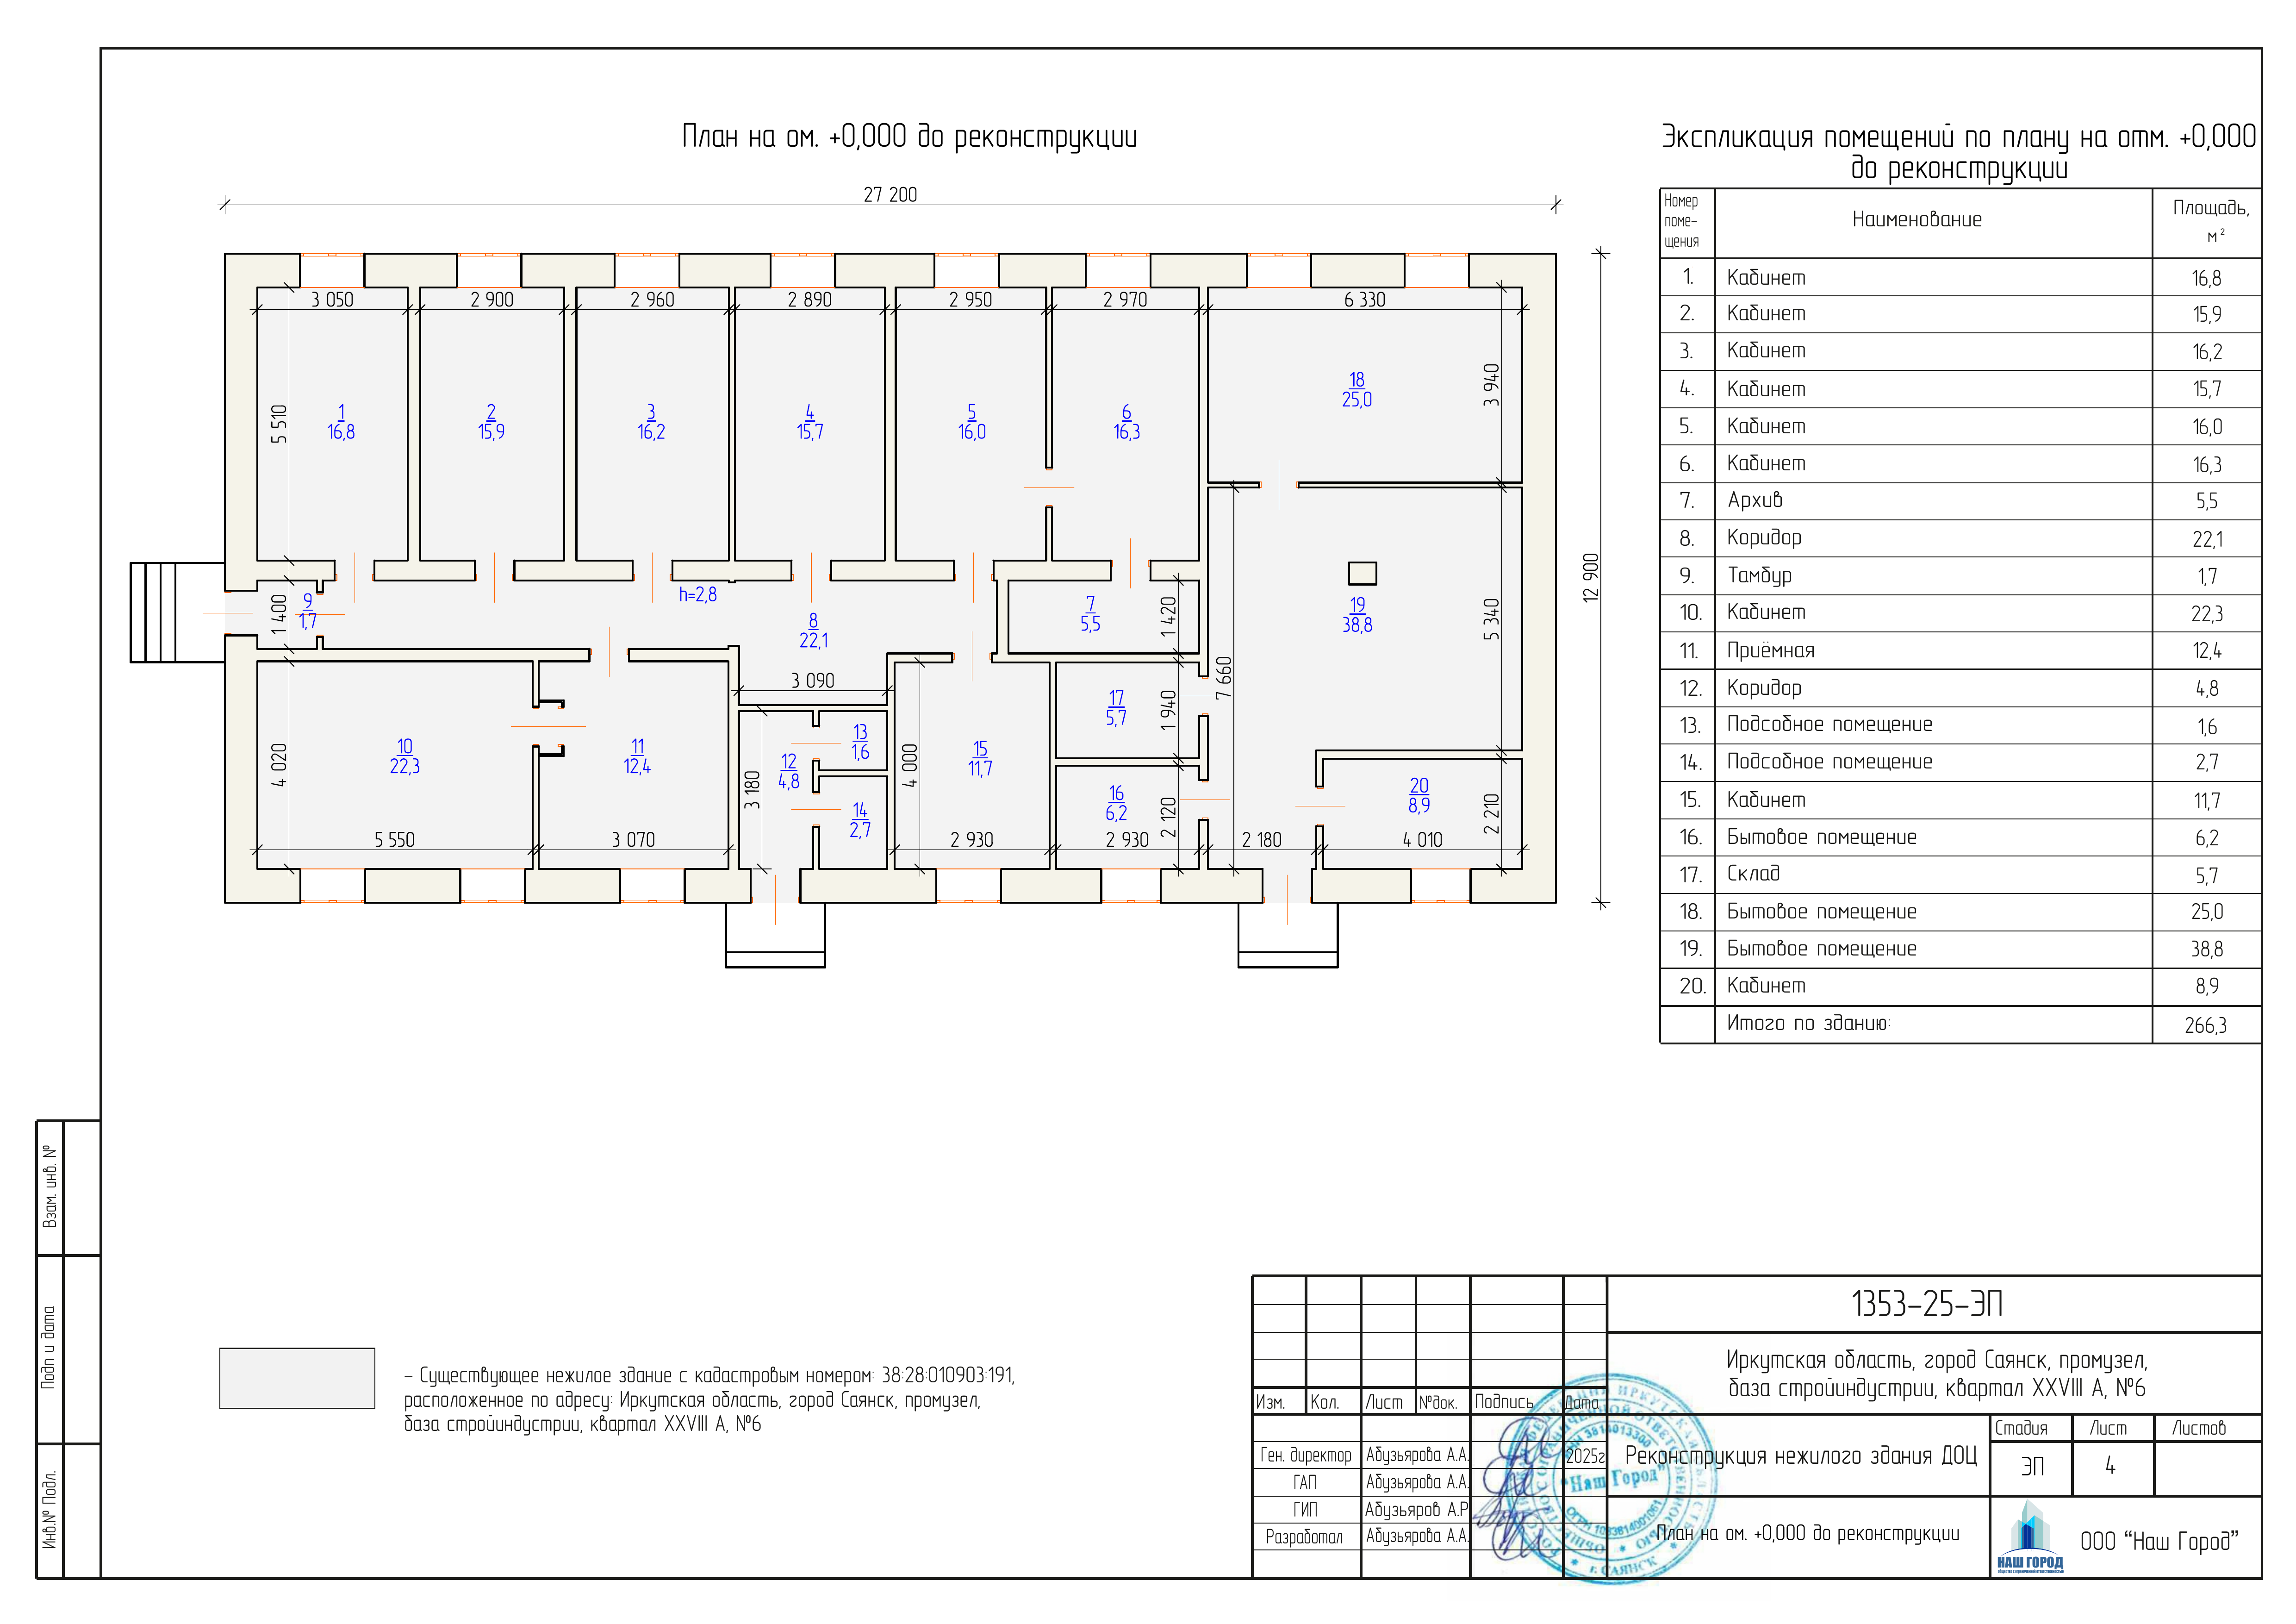 План на ом. +0,000 до реконструкции
27 200
12 900
3 050
2 900
2 960
2 890
2 950
2 970
6 330
5 510
3 940
1
16,8
2
15,9
3
16,2
4
15,7
5
16,0
6
16,3
18
25,0
9
1,7
1 400
h=2,8
8
22,1
7
5,5
1 420
19
38,8
5 340
7 660
3 090
17
5,7
1 940
10
22,3
11
12,4
12
4,8
13
1,6
14
2,7
15
11,7
16
6,2
20
8,9
4 020
3 180
4 000
2 120
2 210
5 550
3 070
2 930
2 930
2 180
4 010
Экспликация помещений по плану на отм. +0,000
до реконструкции
Номер
поме-
щения
Наименование
Площадь,
м²
1. Кабинет 16,8
2. Кабинет 15,9
3. Кабинет 16,2
4. Кабинет 15,7
5. Кабинет 16,0
6. Кабинет 16,3
7. Архив 5,5
8. Коридор 22,1
9. Тамбур 1,7
10. Кабинет 22,3
11. Приёмная 12,4
12. Коридор 4,8
13. Подсобное помещение 1,6
14. Подсобное помещение 2,7
15. Кабинет 11,7
16. Бытовое помещение 6,2
17. Склад 5,7
18. Бытовое помещение 25,0
19. Бытовое помещение 38,8
20. Кабинет 8,9
Итого по зданию: 266,3
Взам. инв. №
Подп и дата
Инв.№ Подл.
- Существующее нежилое здание с кадастровым номером: 38:28:010903:191,
расположенное по адресу: Иркутская область, город Саянск, промузел,
база стройиндустрии, квартал XXVIII А, №6
1353-25-ЭП
Иркутская область, город Саянск, промузел,
база стройиндустрии, квартал XXVIII А, №6
Изм. Кол. Лист №док. Подпись Дата
Ген. директор Абузьярова А.А. 2025г
ГАП Абузьярова А.А.
ГИП Абузьяров А.Р
Разработал Абузьярова А.А.
Реконструкция нежилого здания ДОЦ
Стадия Лист Листов
ЭП 4
План на ом. +0,000 до реконструкции
ООО “Наш Город”
НАШ ГОРОД
"Наш Город"
г. САЯНСК